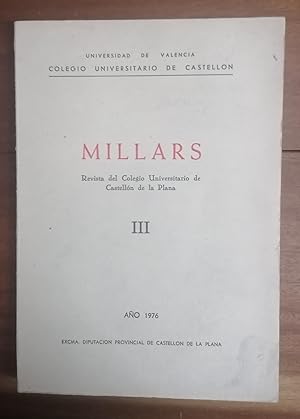 UNIVERSIDAD DE VALENCIA
COLEGIO UNIVERSITARIO DE CASTELLON
MILLARS
Revista del Colegio Universitario de
Castellón de la Plana
III
AÑO 1976
EXCMA. DIPUTACION PROVINCIAL DE CASTELLON DE LA PLANA